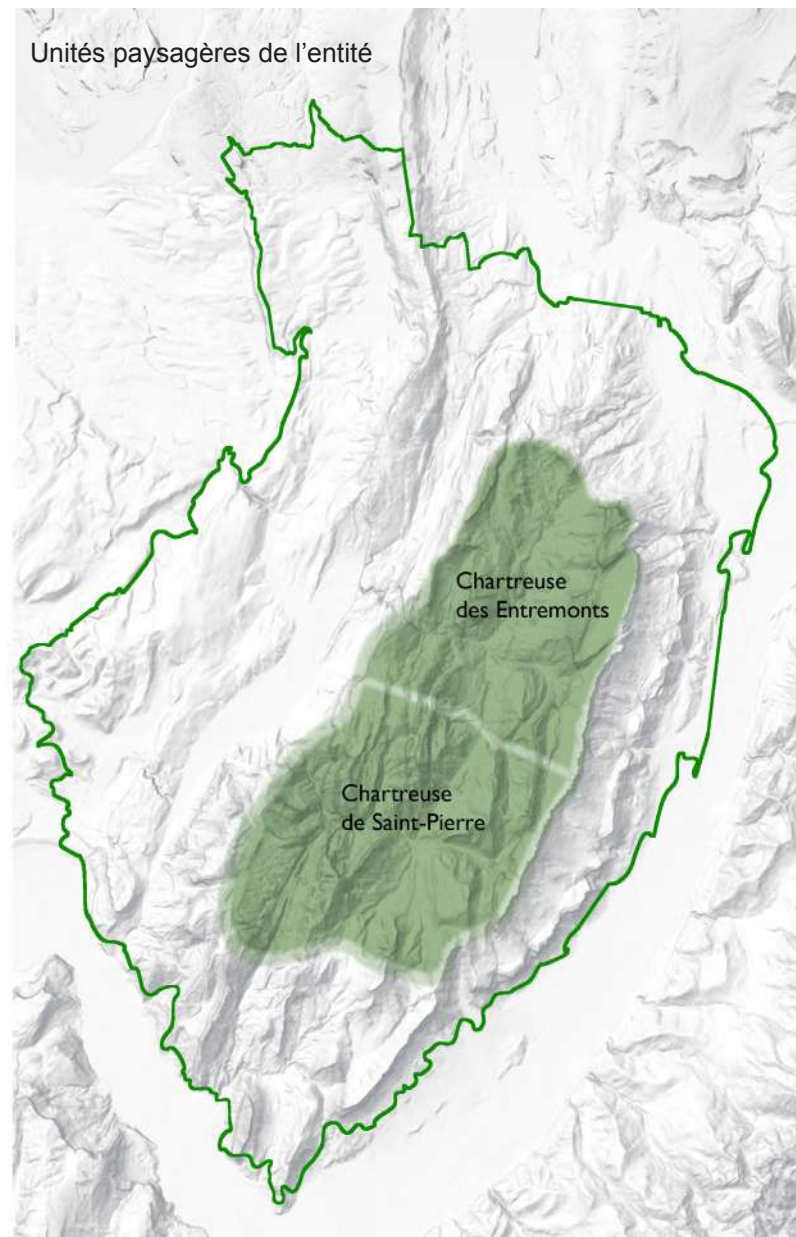 Unités paysagères de l’entité
Chartreuse
des Entremonts
Chartreuse
de Saint-Pierre